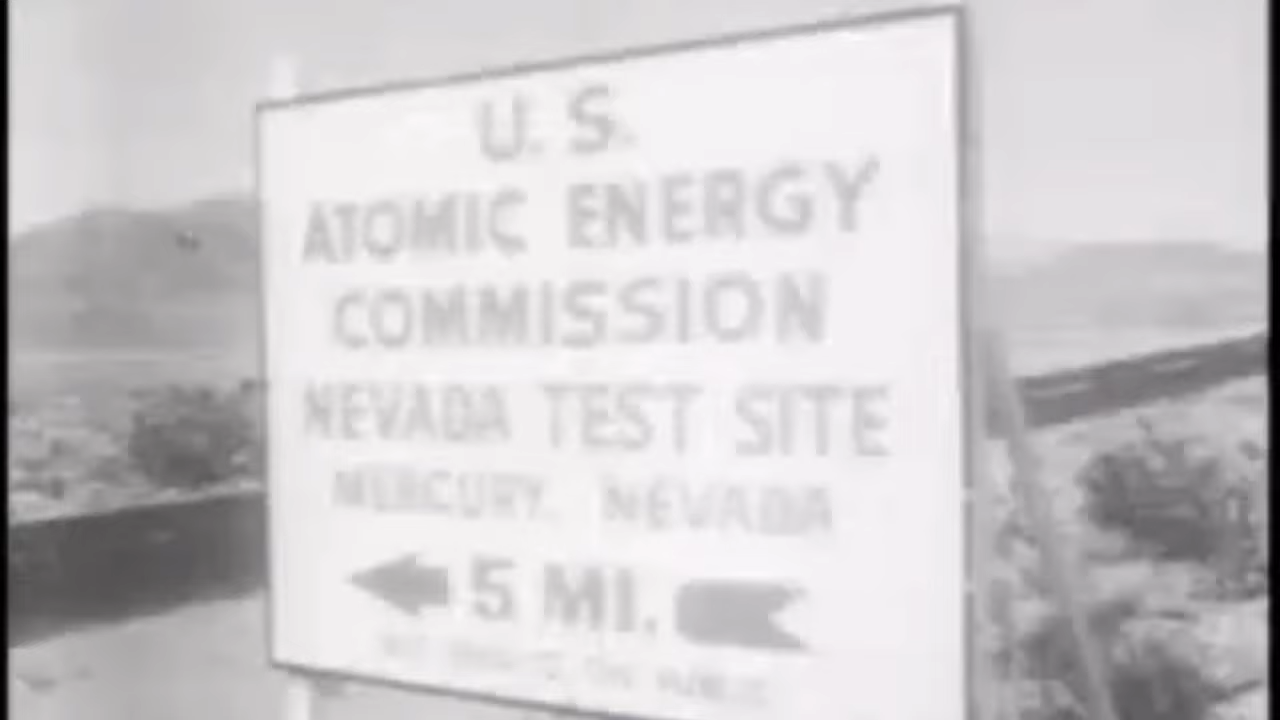 U. S.
ATOMIC ENERGY
COMMISSION
NEVADA TEST SITE
MERCURY, NEVADA
5 MI.